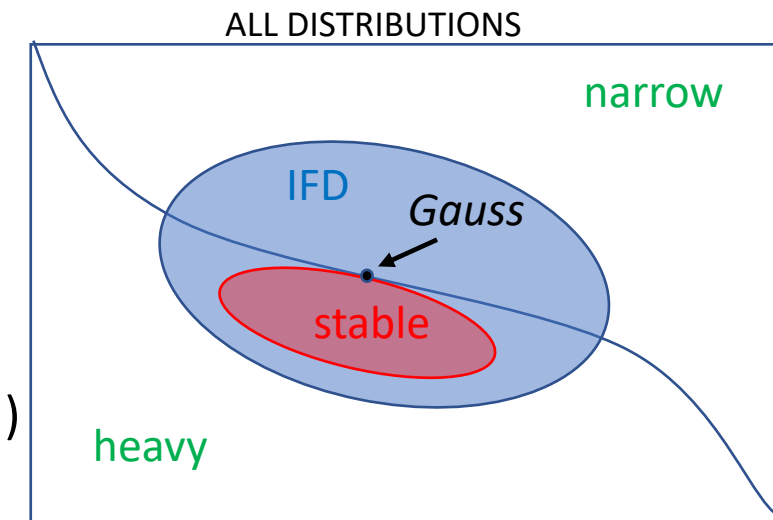 ALL DISTRIBUTIONS
narrow
IFD
Gauss
stable
)
heavy